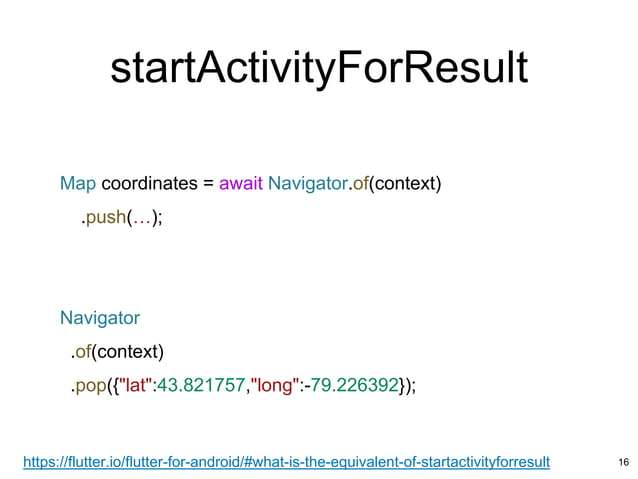 startActivityForResult
Map coordinates = await Navigator.of(context)
.push(…);
Navigator
.of(context)
.pop({"lat":43.821757,"long":-79.226392});
https://flutter.io/flutter-for-android/#what-is-the-equivalent-of-startactivityforresult
16